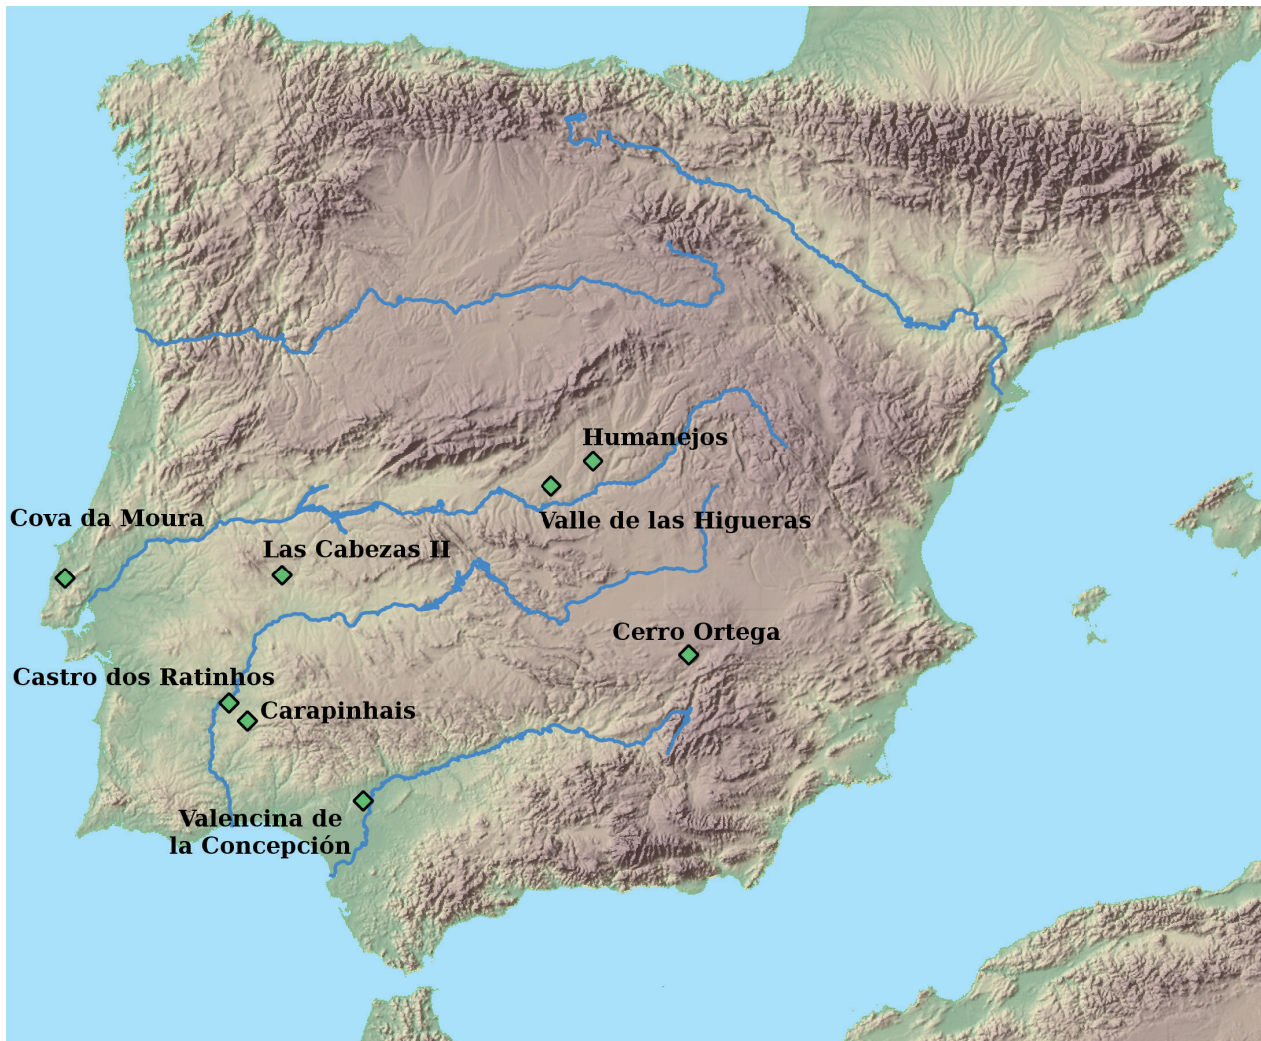 Humanejos
Cova da Moura
Valle de las Higueras
Las Cabezas II
Cerro Ortega
Castro dos Ratinhos
Carapinhais
Valencina de
la Concepción